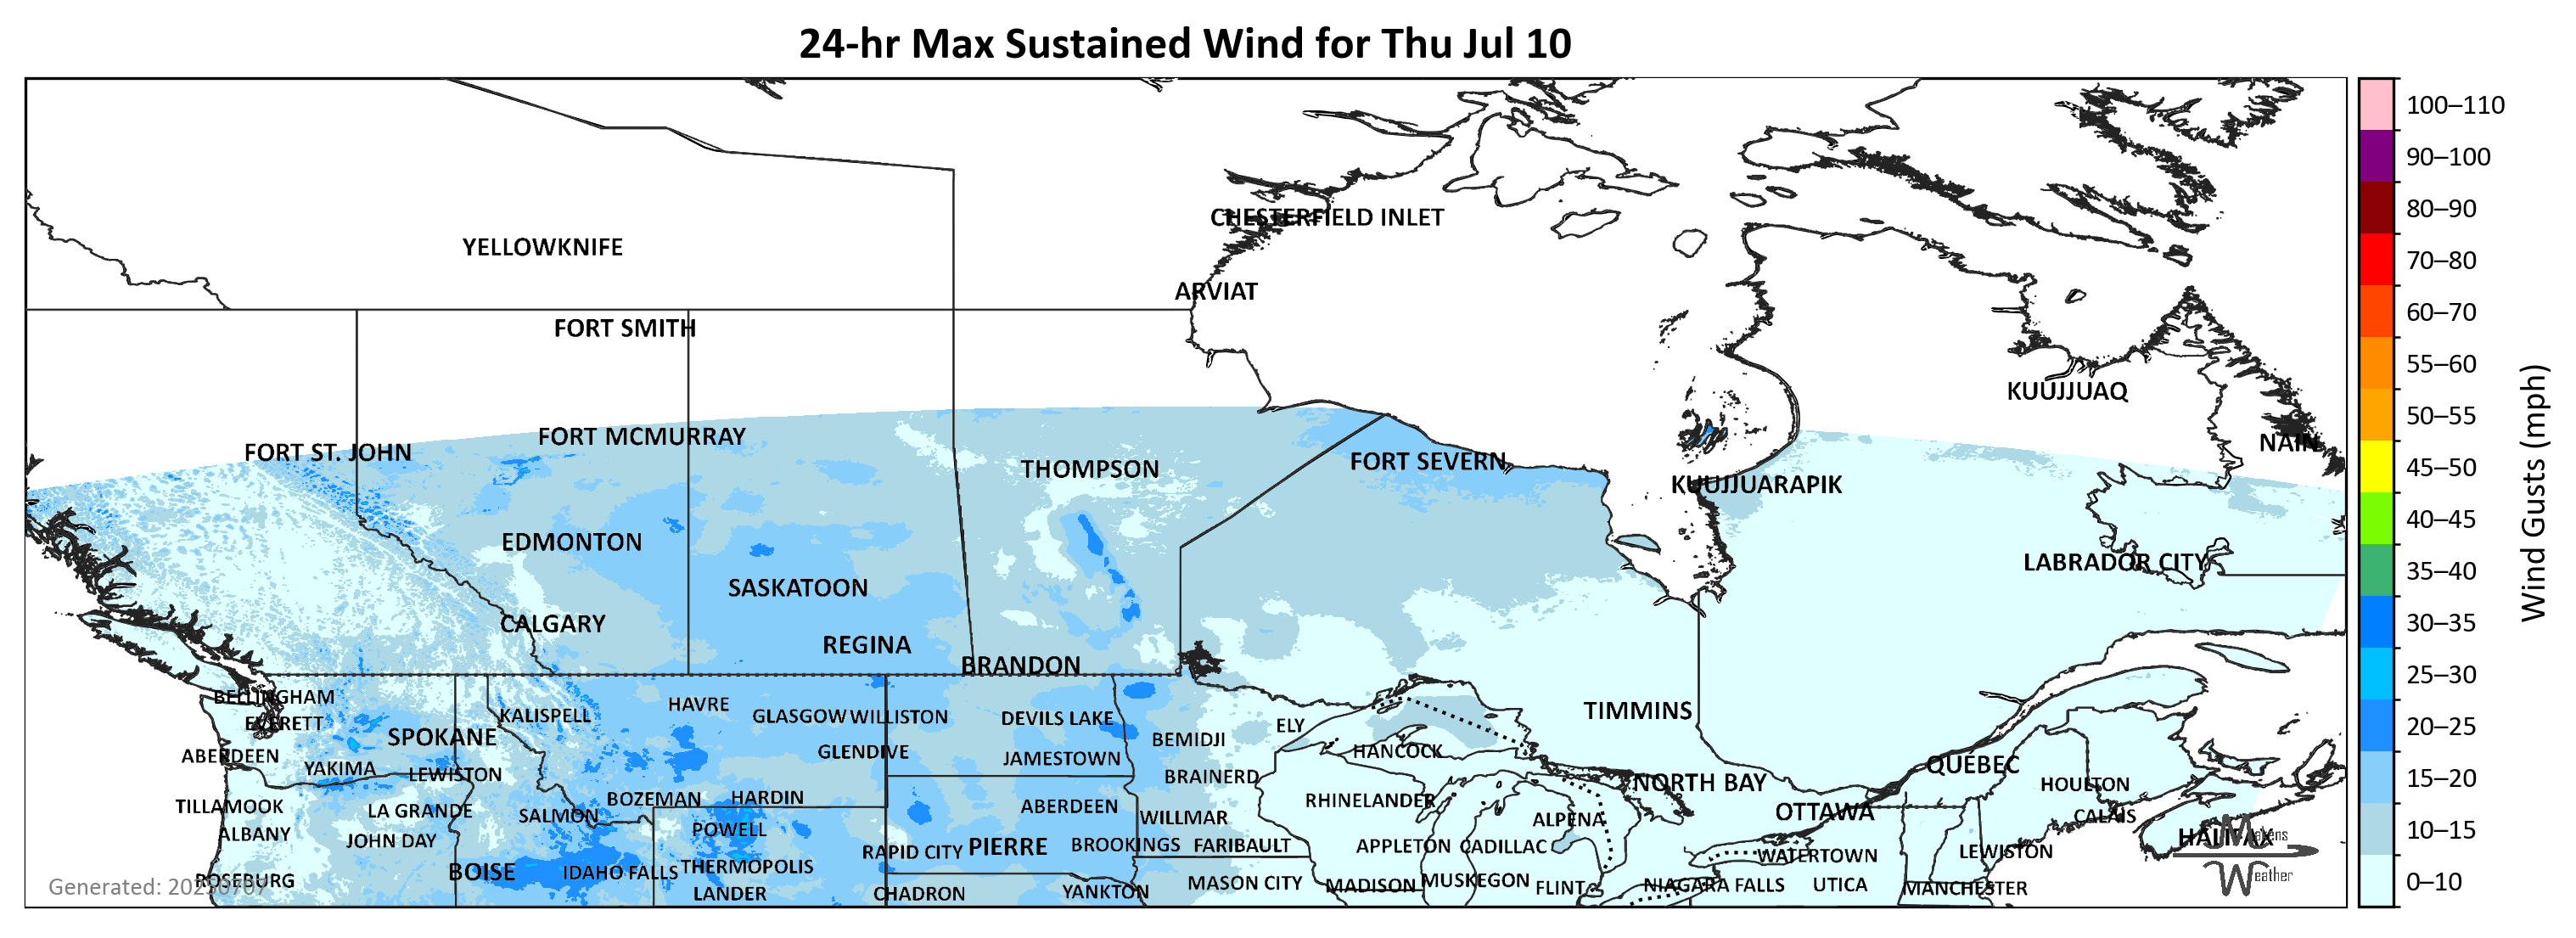 24-hr Max Sustained Wind for Thu Jul 10
100–110
90–100
80–90
70–80
60–70
55–60
50–55
45–50
40–45
35–40
30–35
25–30
20–25
15–20
10–15
0–10
Wind Gusts (mph)
CHESTERFIELD INLET
YELLOWKNIFE
ARVIAT
FORT SMITH
KUUJJUAQ
FORT MCMURRAY
NAIN
FORT ST. JOHN
FORT SEVERN
THOMPSON
KUUJJUARAPIK
EDMONTON
LABRADOR CITY
SASKATOON
CALGARY
REGINA
BRANDON
BELLINGHAM
HAVRE
TIMMINS
KALISPELL
GLASGOW
WILLISTON
DEVILS LAKE
EVERETT
ELY
SPOKANE
BEMIDJI
HANCOCK
GLENDIVE
ABERDEEN
JAMESTOWN
QUÉBEC
YAKIMA
LEWISTON
BRAINERD
NORTH BAY
HOULTON
BOZEMAN
HARDIN
RHINELANDER
TILLAMOOK
ABERDEEN
LA GRANDE
OTTAWA
SALMON
CALAIS
WILLMAR
ALPENA
POWELL
ALBANY
HALIFAX
JOHN DAY
PIERRE
BROOKINGS
FARIBAULT
APPLETON
CADILLAC
RAPID CITY
LEWISTON
WATERTOWN
THERMOPOLIS
BOISE
IDAHO FALLS
ROSEBURG
MUSKEGON
MASON CITY
MADISON
FLINT
NIAGARA FALLS
UTICA
MANCHESTER
LANDER
CHADRON
YANKTON
Generated: 20250707
Makens
Weather